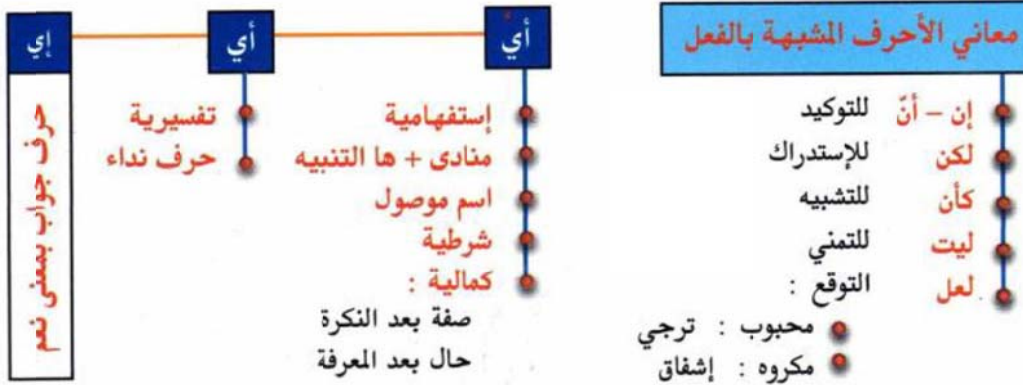 معاني الأحرف المشبهة بالفعل
إن – أنّ للتوكيد
لكن للإستدراك
كأن للتشبيه
ليت للتمني
لعل التوقع :
محبوب : ترجي
مكروه : إشفاق
أيّ
إستفهامية
منادى + ها التنبيه
اسم موصول
شرطية
كمالية :
صفة بعد النكرة
حال بعد المعرفة
أي
تفسيرية
حرف نداء
إي
حرف جواب بمعنى نعم